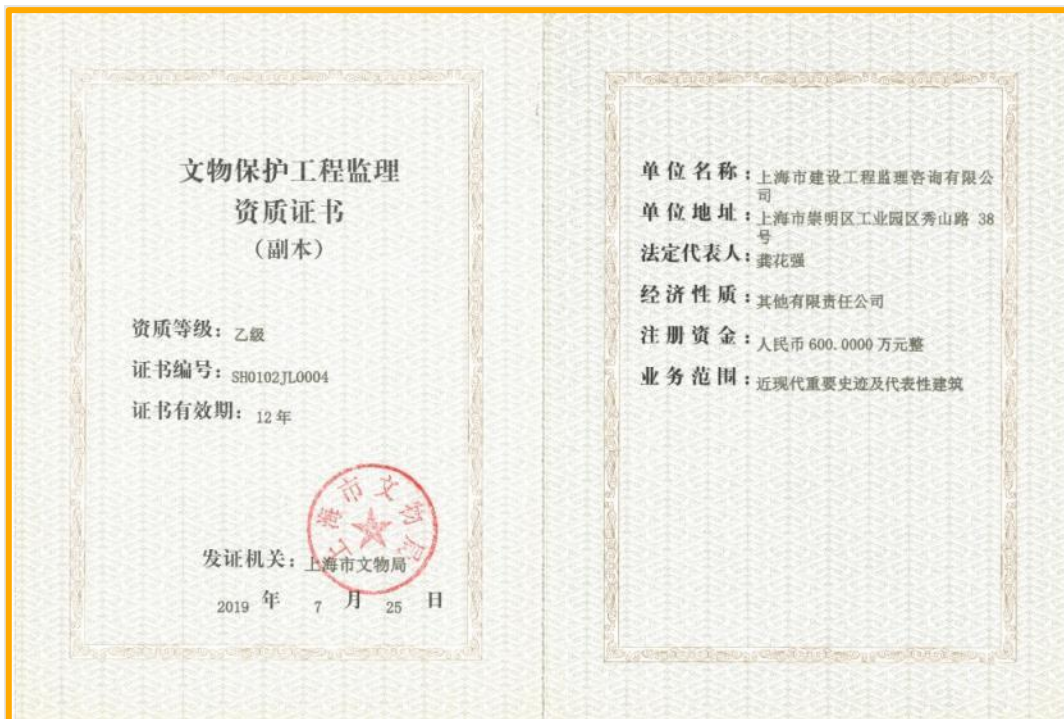 文物保护工程监理
资质证书
（副本）
资质等级：乙级
证书编号：SH0102JL0004
证书有效期：12年
上海市文物局
发证机关：上海市文物局
2019 年 7 月 25 日
单位名称：上海市建设工程监理咨询有限公
司
单位地址：上海市崇明区工业园区秀山路 38
号
法定代表人：龚花强
经济性质：其他有限责任公司
注册资金：人民币 600.0000 万元整
业务范围：近现代重要史迹及代表性建筑